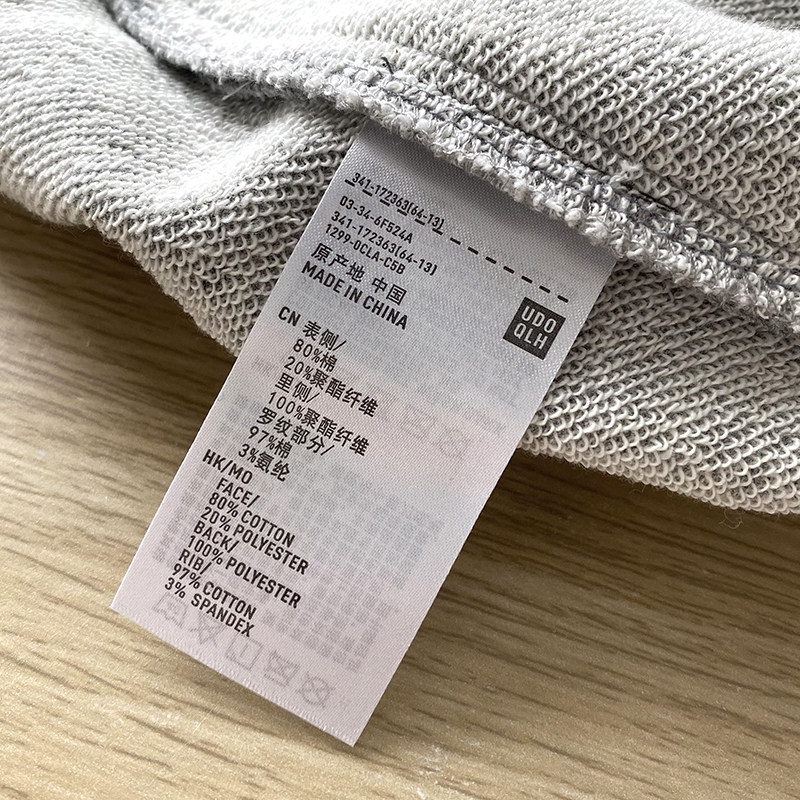 341-172363(64-13)
03-34-6F524A
341-172363(64-13)
1299-0CLA-C5B
原产地 中国
MADE IN CHINA
UDO
QLH
CN 表侧/
80%棉
20%聚酯纤维
里侧/
100%聚酯纤维
罗纹部分/
97%棉
3%氨纶
HK/MO
FACE/
80% COTTON
20% POLYESTER
BACK/
100% POLYESTER
RIB/
97% COTTON
3% SPANDEX